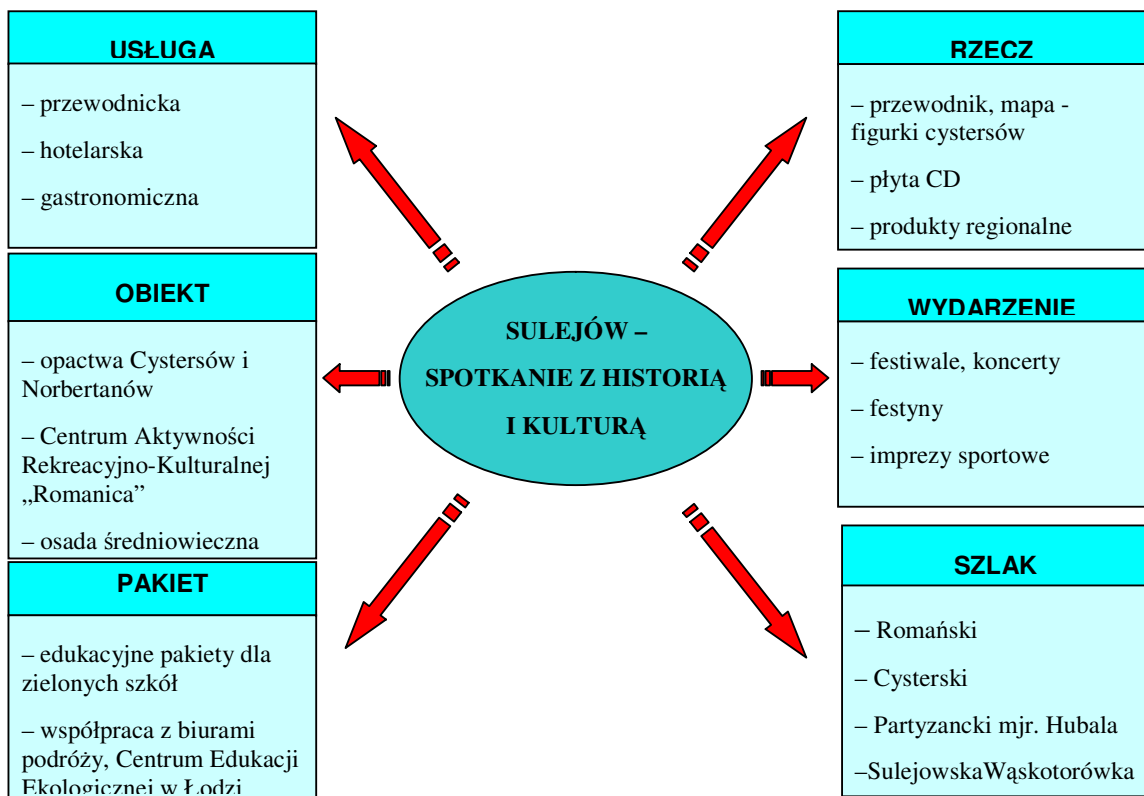 USŁUGA
– przewodnicka
– hotelarska
– gastronomiczna
OBIEKT
– opactwa Cystersów i
Norbertanów
– Centrum Aktywności
Rekreacyjno-Kulturalnej
„Romanica”
– osada średniowieczna
PAKIET
– edukacyjne pakiety dla
zielonych szkół
– współpraca z biurami
podróży, Centrum Edukacji
Ekologicznej w Łodzi
SULEJÓW –
SPOTKANIE Z HISTORIĄ
I KULTURĄ
RZECZ
– przewodnik, mapa -
figurki cystersów
– płyta CD
– produkty regionalne
WYDARZENIE
– festiwale, koncerty
– festyny
– imprezy sportowe
SZLAK
– Romański
– Cysterski
– Partyzancki mjr. Hubala
–SulejowskaWąskotorówka